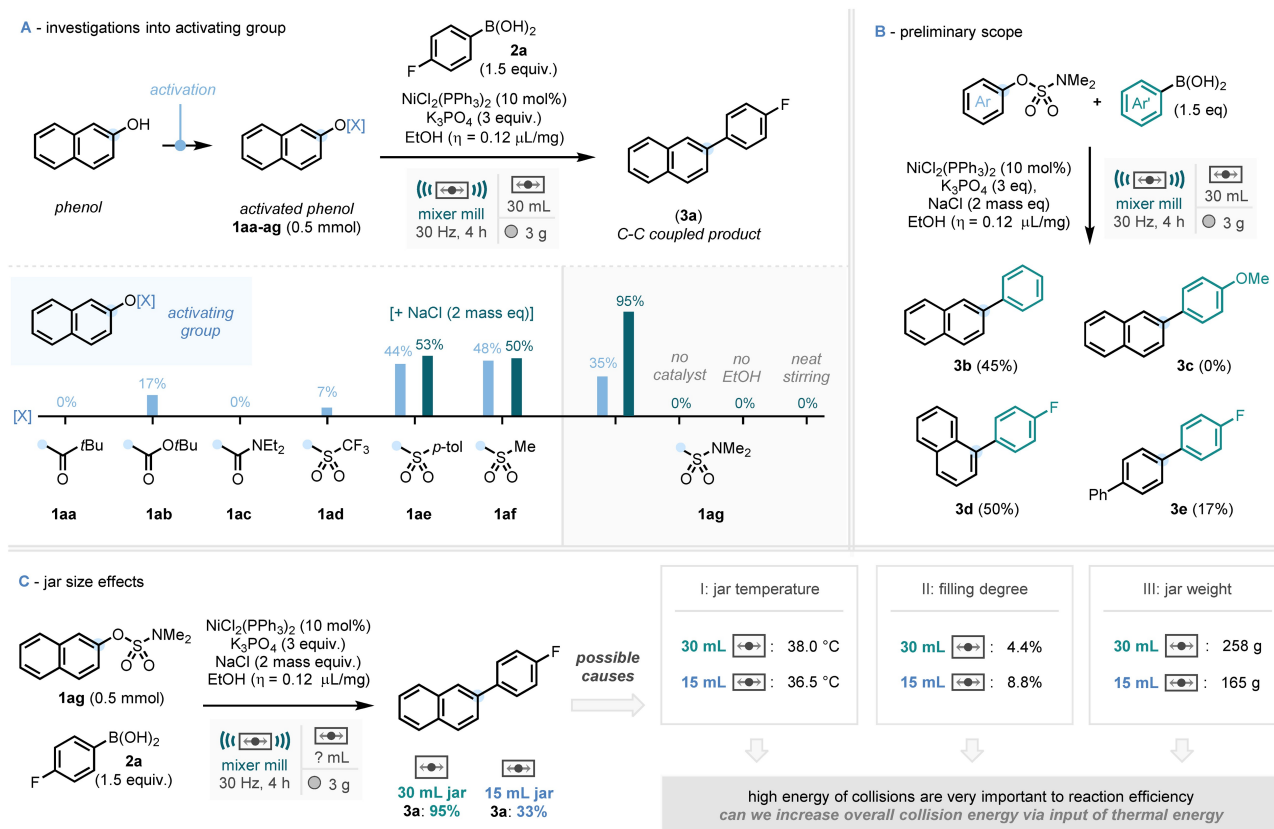 A - investigations into activating group
activation
OH
phenol
O[X]
activated phenol
1aa-ag (0.5 mmol)
B(OH)2
F
2a
(1.5 equiv.)
NiCl2(PPh3)2 (10 mol%)
K3PO4 (3 equiv.)
EtOH (η = 0.12 μL/mg)
mixer mill
30 Hz, 4 h
30 mL
3 g
F
(3a)
C-C coupled product
O[X]
activating
group
[+ NaCl (2 mass eq)]
0%
17%
0%
7%
44%
53%
48%
50%
35%
95%
no
catalyst
0%
no
EtOH
0%
neat
stirring
0%
[X]
tBu
O
1aa
OtBu
O
1ab
NEt2
O
1ac
CF3
S
O O
1ad
p-tol
S
O O
1ae
Me
S
O O
1af
NMe2
S
O O
1ag
B - preliminary scope
Ar
O
S
NMe2
O O
+
B(OH)2
Ar'
(1.5 eq)
NiCl2(PPh3)2 (10 mol%)
K3PO4 (3 eq),
NaCl (2 mass eq)
EtOH (η = 0.12 μL/mg)
mixer mill
30 Hz, 4 h
30 mL
3 g
3b (45%)
OMe
3c (0%)
F
3d (50%)
F
Ph
3e (17%)
C - jar size effects
O
S
NMe2
O O
1ag (0.5 mmol)
B(OH)2
F
2a
(1.5 equiv.)
NiCl2(PPh3)2 (10 mol%)
K3PO4 (3 equiv.)
NaCl (2 mass equiv.)
EtOH (η = 0.12 μL/mg)
mixer mill
30 Hz, 4 h
? mL
3 g
F
30 mL jar
3a: 95%
15 mL jar
3a: 33%
possible
causes
I: jar temperature
30 mL : 38.0 °C
15 mL : 36.5 °C
II: filling degree
30 mL : 4.4%
15 mL : 8.8%
III: jar weight
30 mL : 258 g
15 mL : 165 g
high energy of collisions are very important to reaction efficiency
can we increase overall collision energy via input of thermal energy